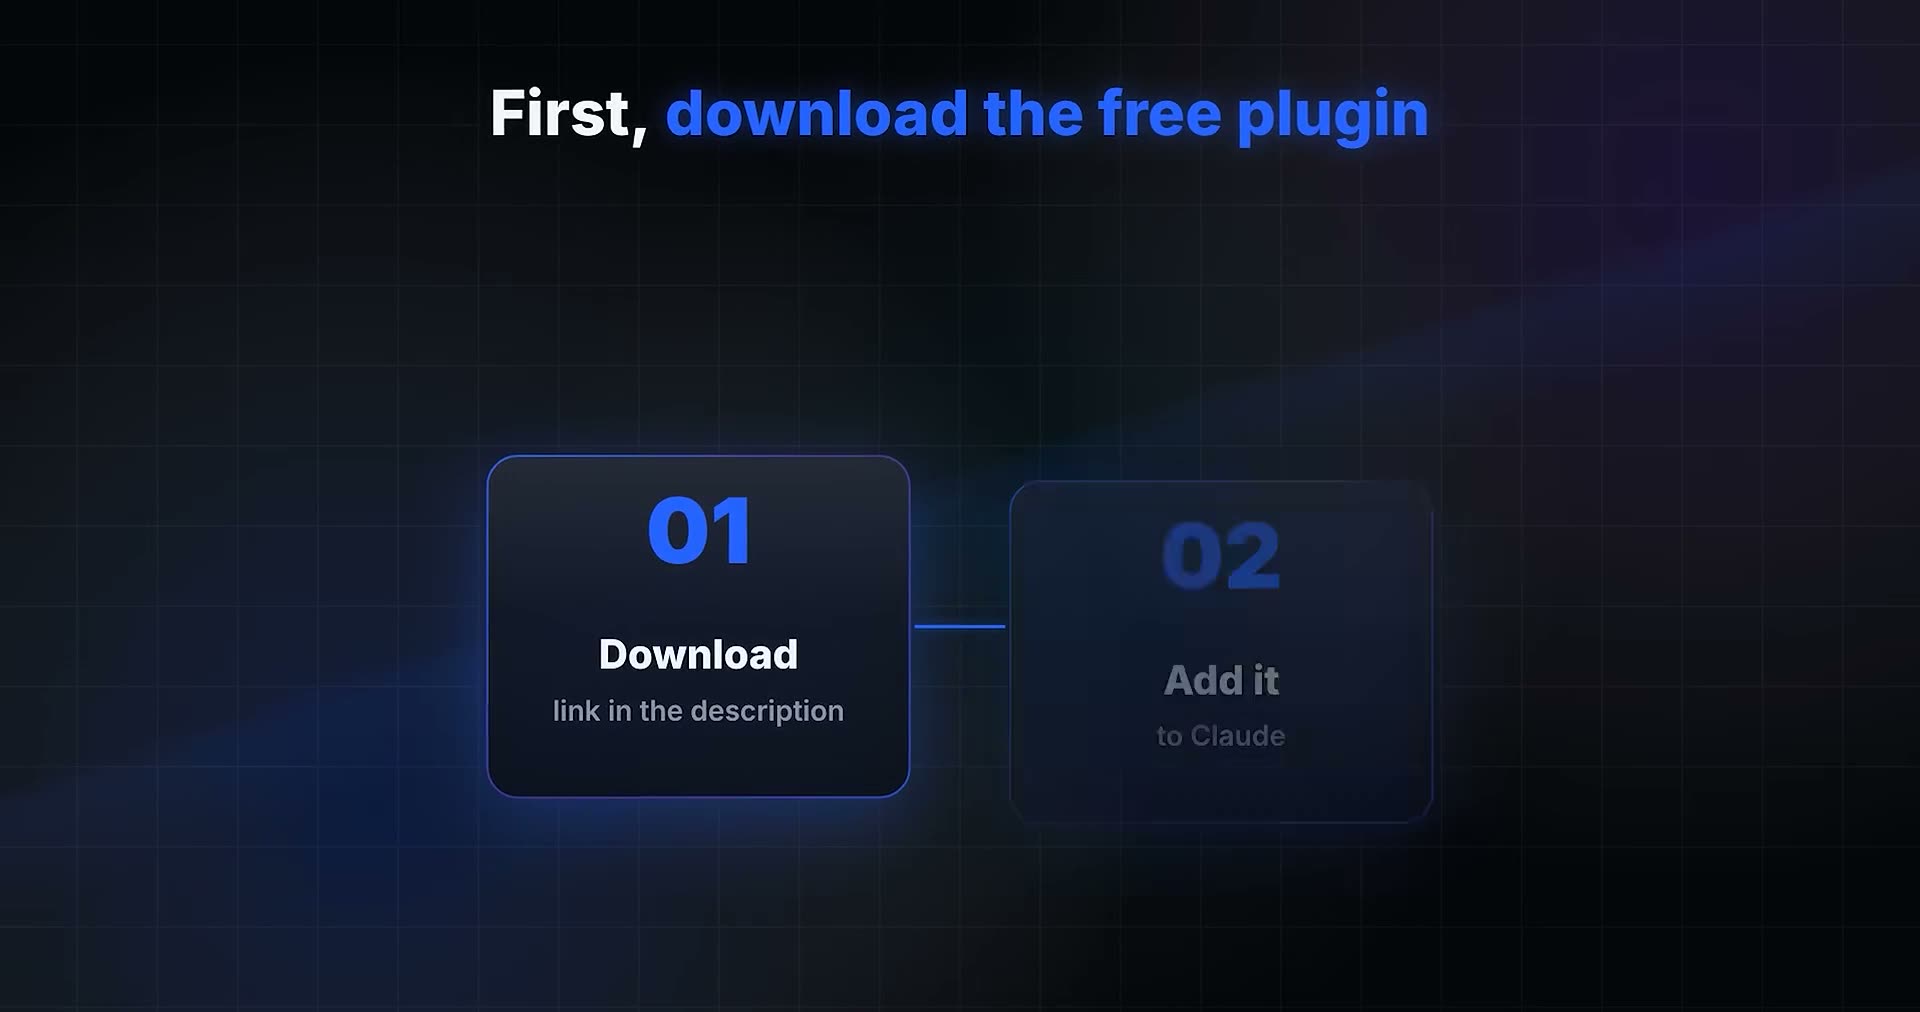 First, download the free plugin
01
Download
link in the description
02
Add it
to Claude